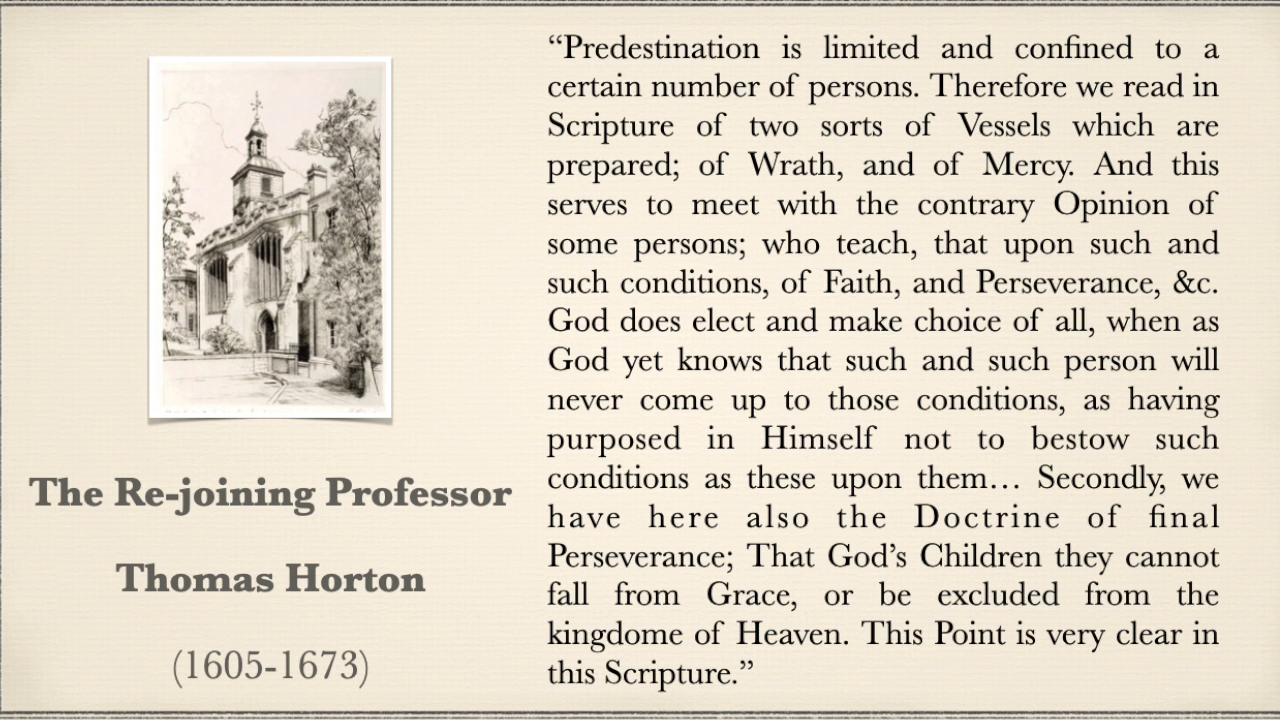 The Re-joining Professor
Thomas Horton
(1605-1673)
“Predestination is limited and confined to a
certain number of persons. Therefore we read in
Scripture of two sorts of Vessels which are
prepared; of Wrath, and of Mercy. And this
serves to meet with the contrary Opinion of
some persons; who teach, that upon such and
such conditions, of Faith, and Perseverance, &c.
God does elect and make choice of all, when as
God yet knows that such and such person will
never come up to those conditions, as having
purposed in Himself not to bestow such
conditions as these upon them… Secondly, we
have here also the Doctrine of final
Perseverance; That God’s Children they cannot
fall from Grace, or be excluded from the
kingdome of Heaven. This Point is very clear in
this Scripture.”